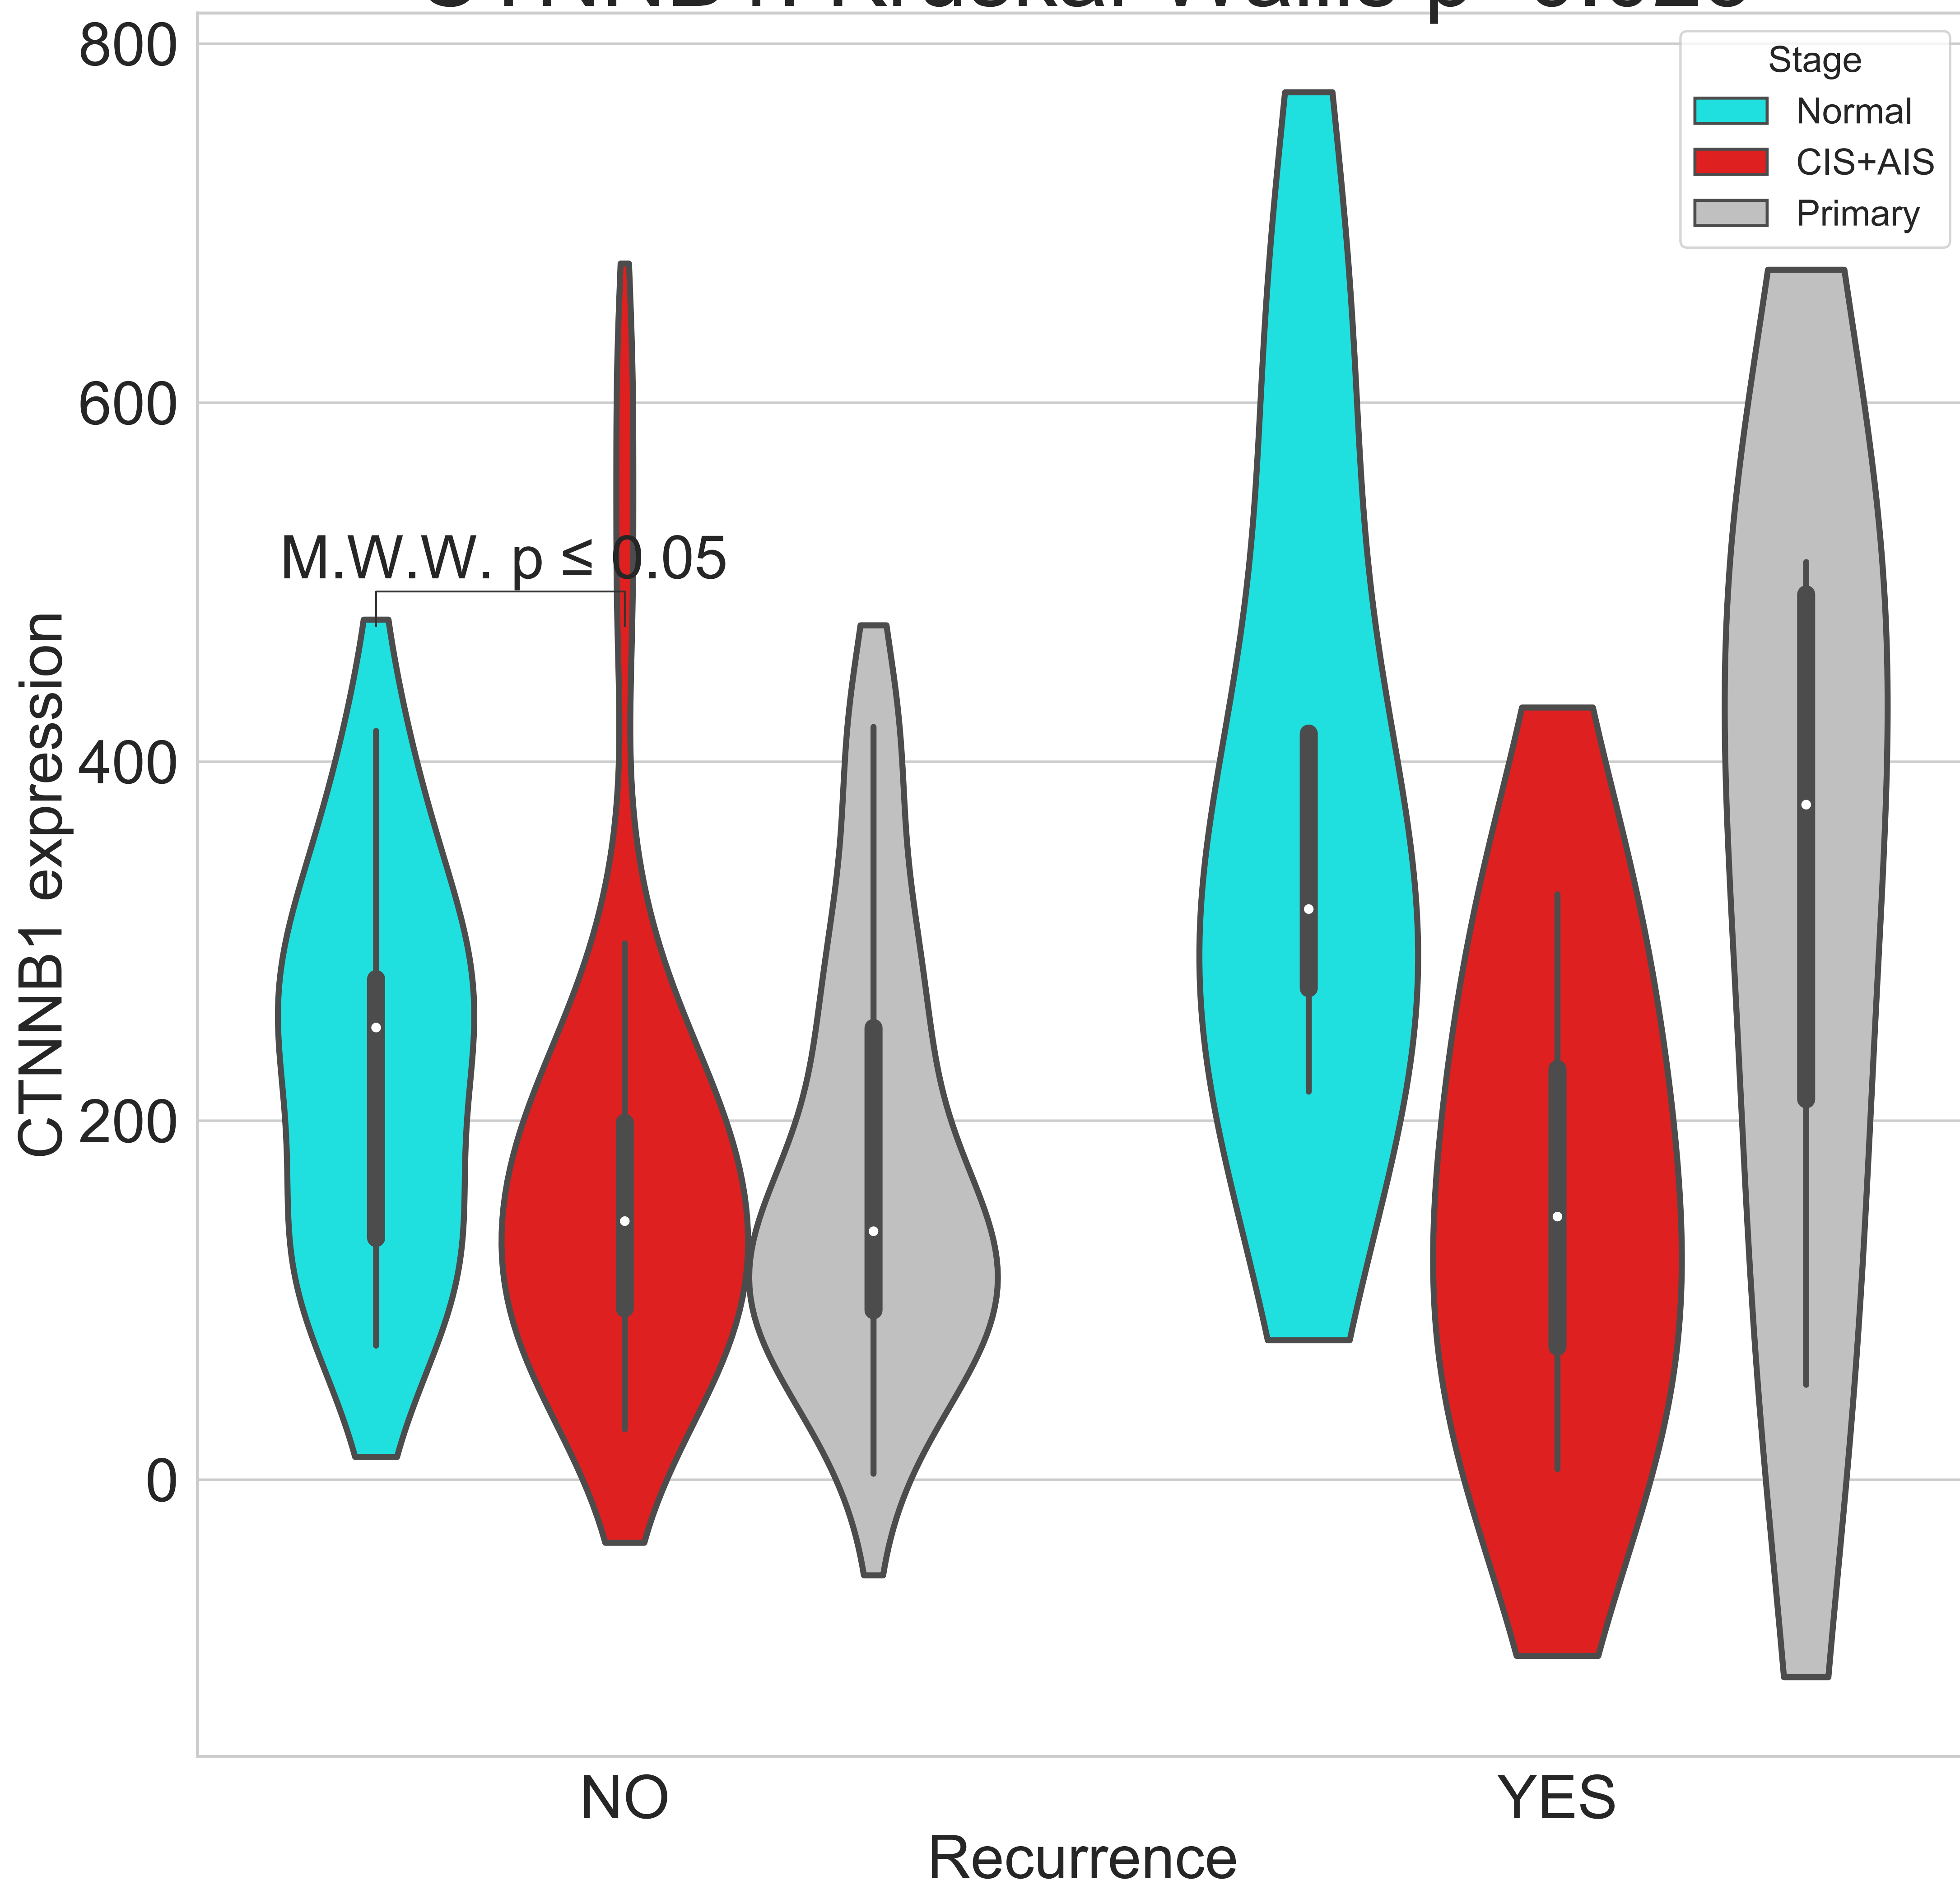 800
600
400
200
0
CTNNB1 expression
M.W.W. p ≤ 0.05
Stage
Normal
CIS+AIS
Primary
NO
YES
Recurrence